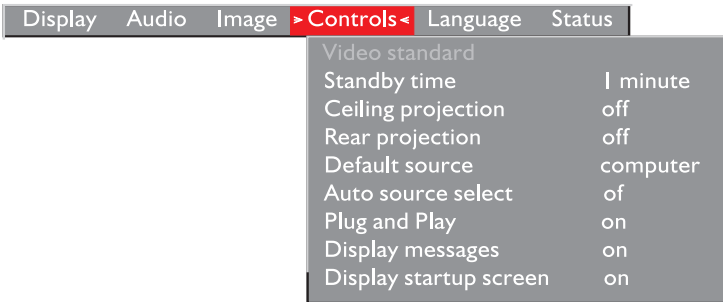 Display Audio Image >Controls< Language Status
Video standard
Standby time 1 minute
Ceiling projection off
Rear projection off
Default source computer
Auto source select of
Plug and Play on
Display messages on
Display startup screen on